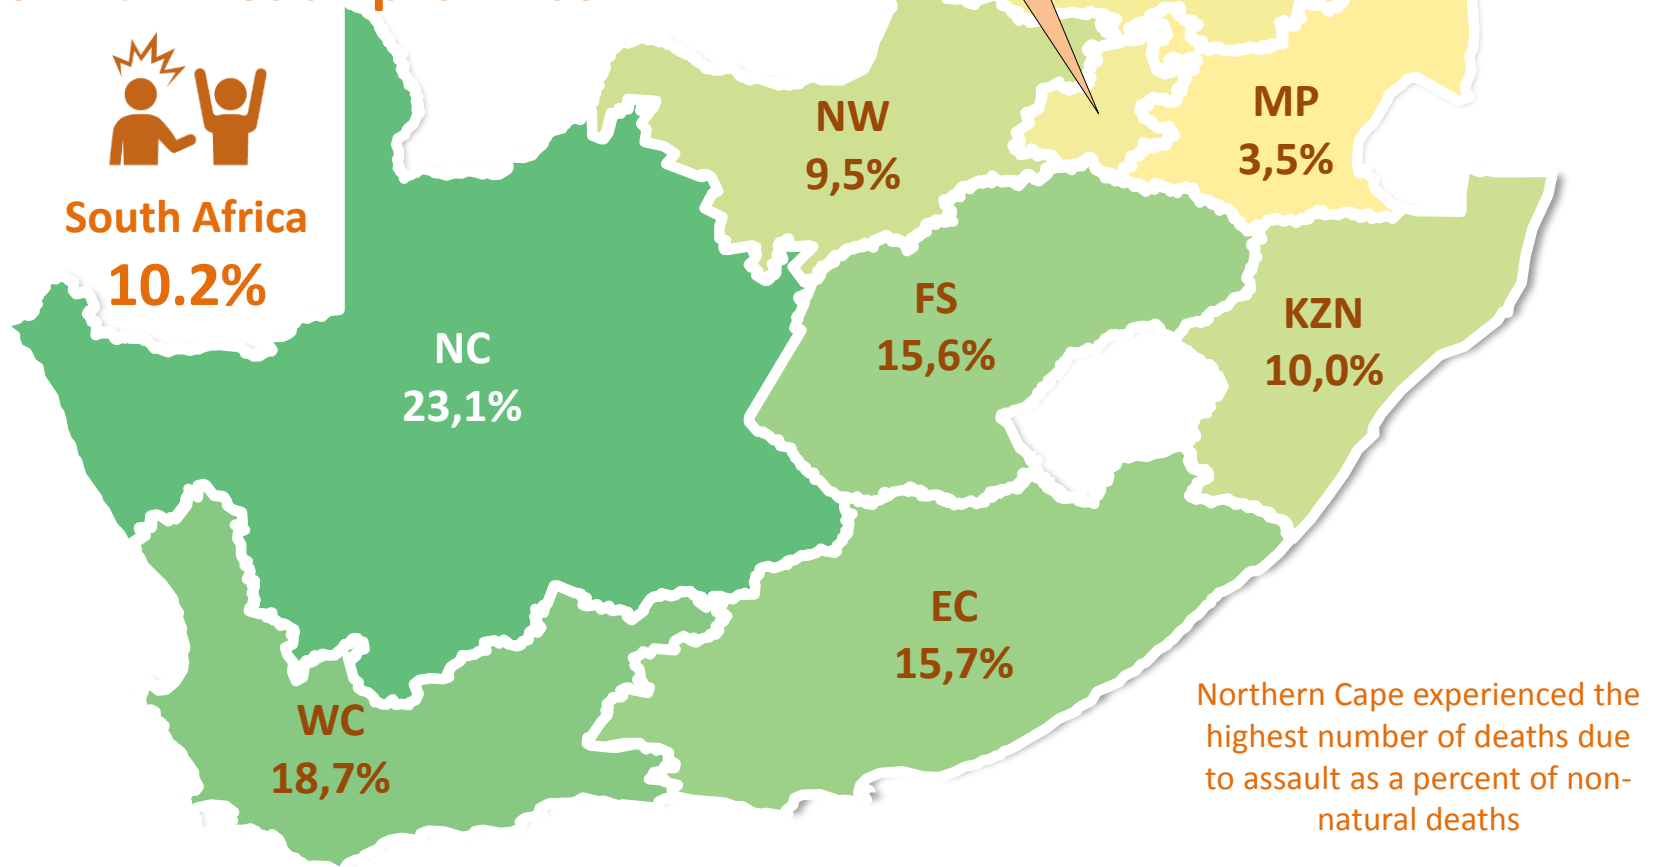 South Africa
10.2%
NW
9,5%
MP
3,5%
FS
15,6%
KZN
10,0%
NC
23,1%
EC
15,7%
WC
18,7%
Northern Cape experienced the
highest number of deaths due
to assault as a percent of non-
natural deaths